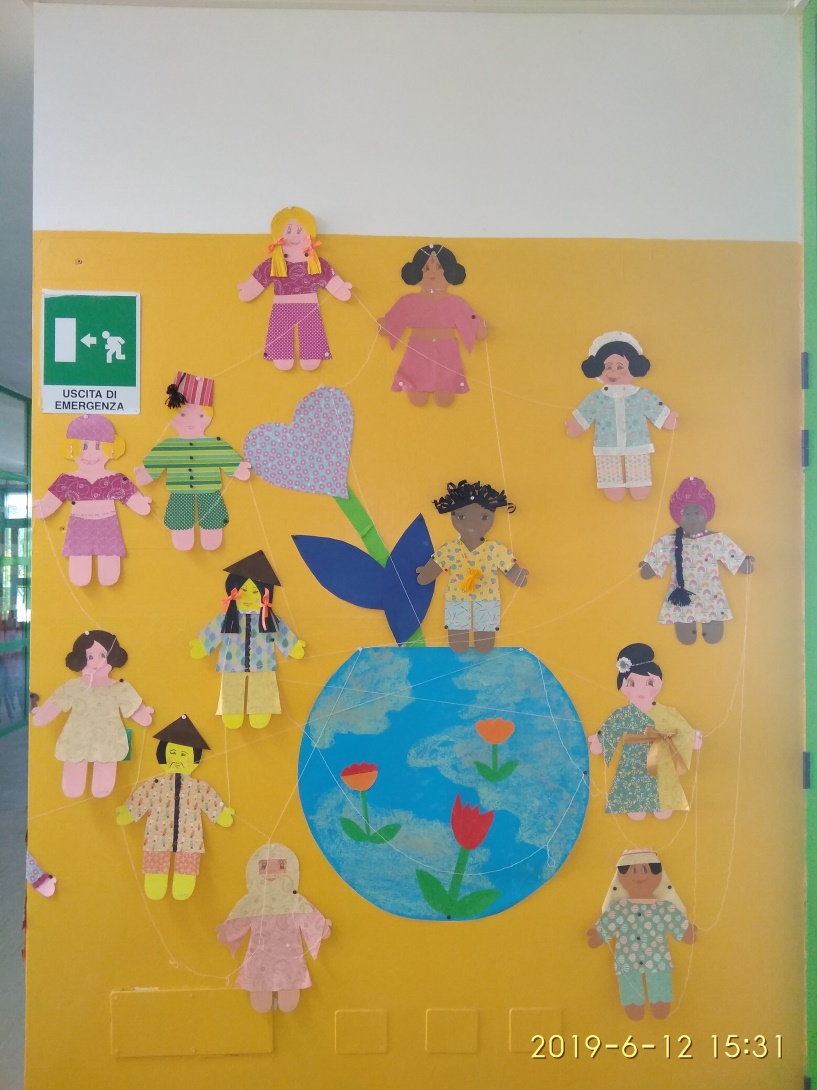 USCITA DI
EMERGENZA
2019-6-12 15:31